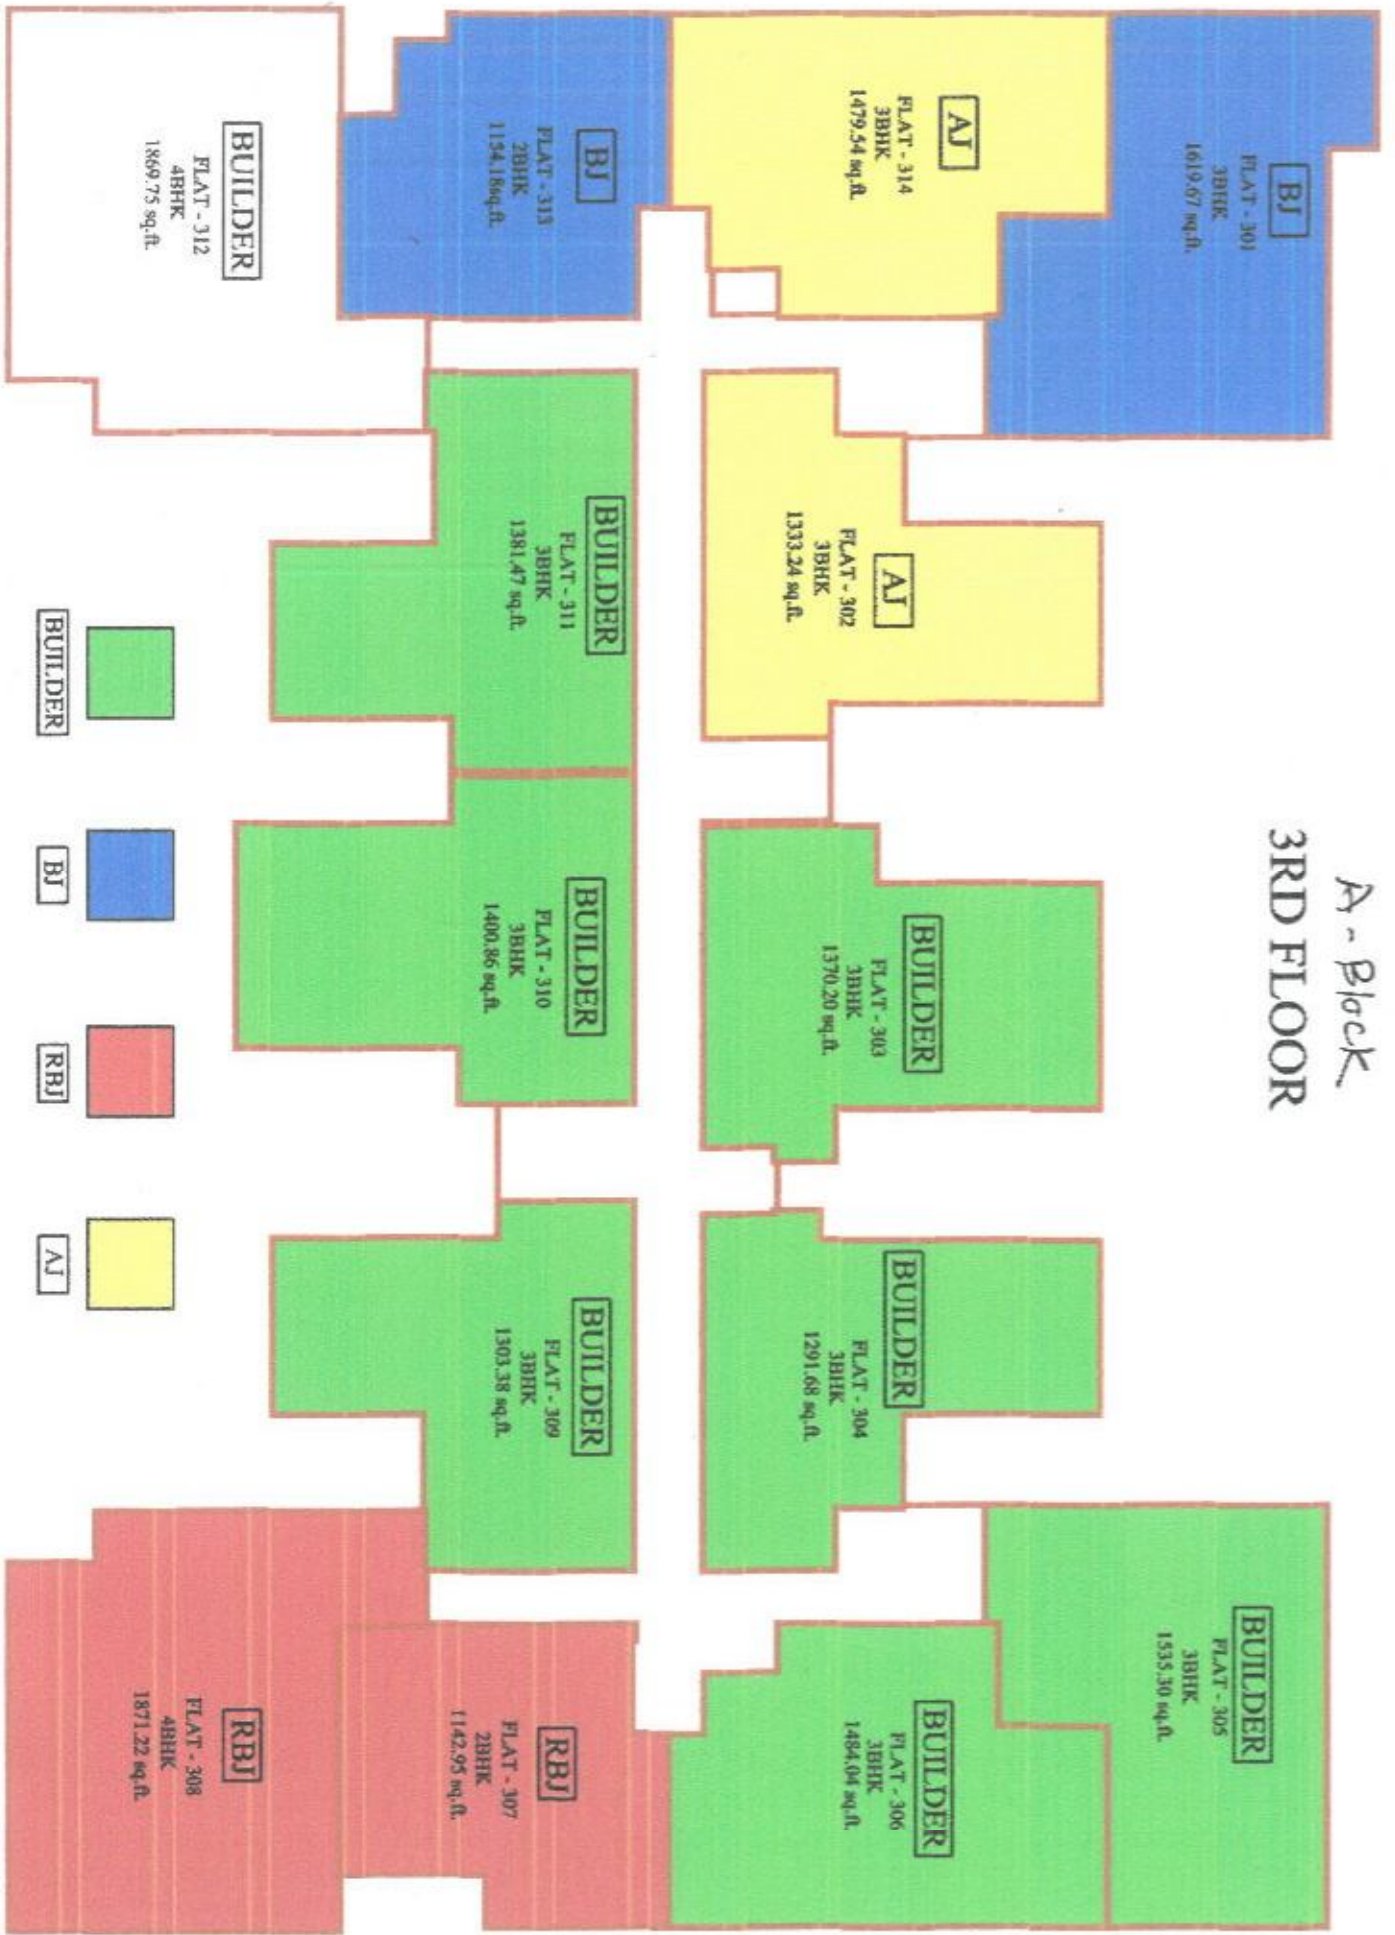 A-Block
3RD FLOOR
BJ
FLAT - 301
3BHK
1619.67 sq.ft.
BUILDER
FLAT - 305
3BHK
1535.30 sq.ft.
AJ
FLAT - 314
3BHK
1479.54 sq.ft.
AJ
FLAT - 302
3BHK
1333.24 sq.ft.
BUILDER
FLAT - 303
3BHK
1370.20 sq.ft.
BUILDER
FLAT - 304
3BHK
1291.68 sq.ft.
BUILDER
FLAT - 306
3BHK
1484.04 sq.ft.
BJ
FLAT - 313
2BHK
1154.18sq.ft.
BUILDER
FLAT - 311
3BHK
1381.47 sq.ft.
BUILDER
FLAT - 310
3BHK
1400.86 sq.ft.
BUILDER
FLAT - 309
3BHK
1303.38 sq.ft.
RBJ
FLAT - 307
2BHK
1142.95 sq.ft.
BUILDER
FLAT - 312
4BHK
1869.75 sq.ft.
RBJ
FLAT - 308
4BHK
1871.22 sq.ft.
BUILDER
BJ
RBJ
AJ